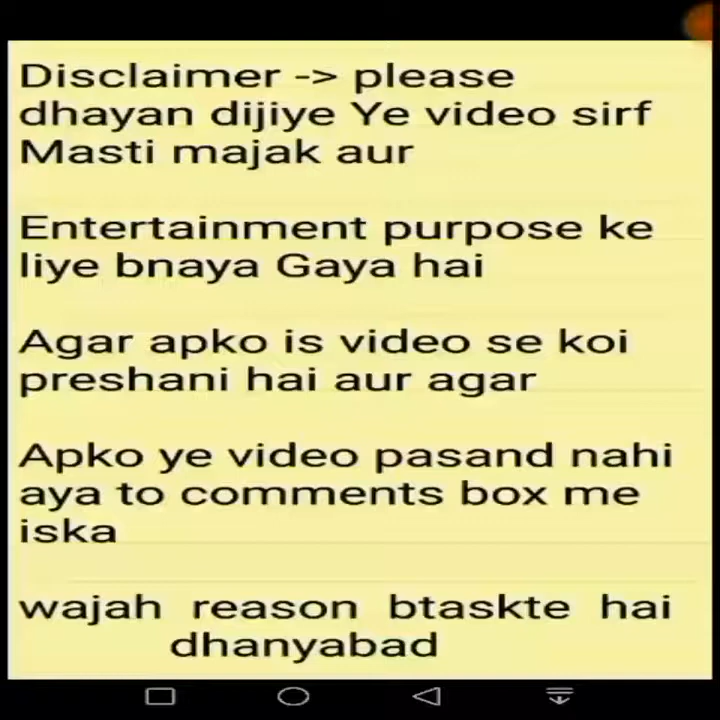 Disclaimer -> please
dhayan dijiye Ye video sirf
Masti majak aur
Entertainment purpose ke
liye bnaya Gaya hai
Agar apko is video se koi
preshani hai aur agar
Apko ye video pasand nahi
aya to comments box me
iska
wajah reason btaskte hai
dhanyabad